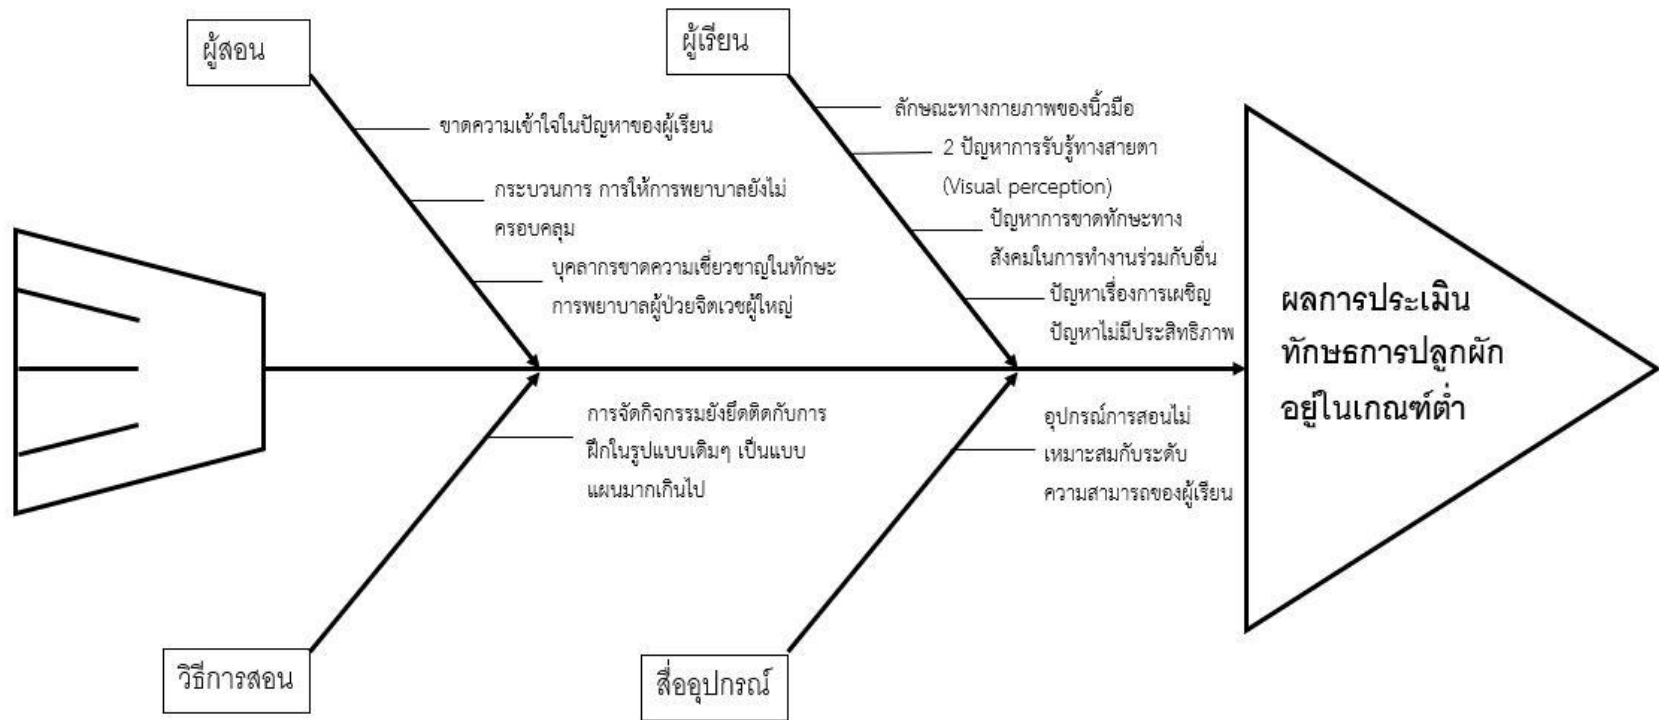 ผู้สอน
ขาดความเข้าใจในปัญหาของผู้เรียน
กระบวนการ การให้การพยาบาลยังไม่
ครอบคลุม
บุคลากรขาดความเชี่ยวชาญในทักษะ
การพยาบาลผู้ป่วยจิตเวชผู้ใหญ่
ผู้เรียน
ลักษณะทางกายภาพของนิ้วมือ
2 ปัญหาการรับรู้ทางสายตา
(Visual perception)
ปัญหาการขาดทักษะทาง
สังคมในการทำงานร่วมกับอื่น
ปัญหาเรื่องการเผชิญ
ปัญหาไม่มีประสิทธิภาพ
ผลการประเมิน
ทักษธการปลูกผัก
อยู่ในเกณฑ์ต่ำ
การจัดกิจกรรมยังยึดติดกับการ
ฝึกในรูปแบบเดิมๆ เป็นแบบ
แผนมากเกินไป
วิธีการสอน
อุปกรณ์การสอนไม่
เหมาะสมกับระดับ
ความสามารถของผู้เรียน
สื่ออุปกรณ์